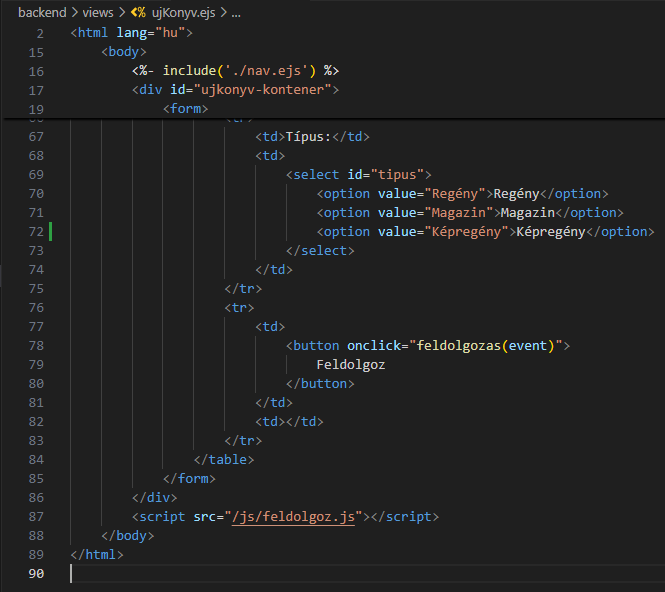 backend > views > <% ujKonyv.ejs > ...
2 <html lang="hu">
15 <body>
16 <%- include('./nav.ejs') %>
17 <div id="ujkonyv-kontener">
19 <form>
66 <tr>
67 <td>Típus:</td>
68 <td>
69 <select id="tipus">
70 <option value="Regény">Regény</option>
71 <option value="Magazin">Magazin</option>
72 <option value="Képregény">Képregény</option>
73 </select>
74 </td>
75 </tr>
76 <tr>
77 <td>
78 <button onclick="feldolgozas(event)">
79 Feldolgoz
80 </button>
81 </td>
82 <td></td>
83 </tr>
84 </table>
85 </form>
86 </div>
87 <script src="/js/feldolgoz.js"></script>
88 </body>
89 </html>
90